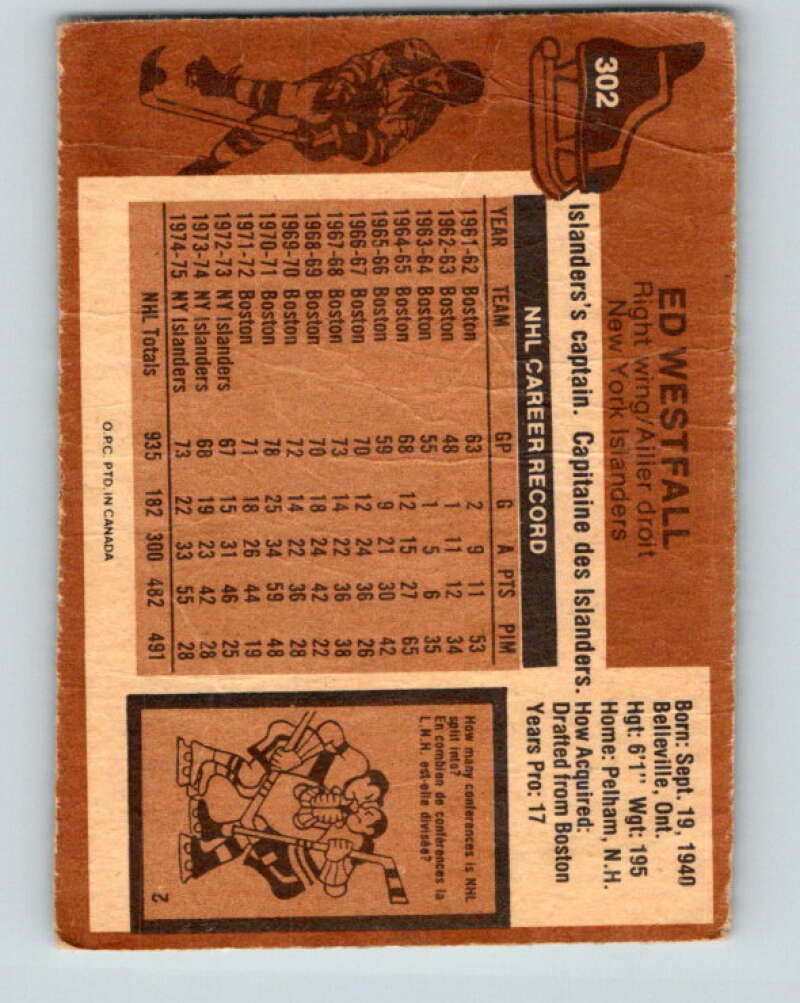 302
ED WESTFALL
Right wing/Ailier droit
New York Islanders
Born: Sept. 19, 1940
Belleville, Ont.
Hgt: 6'1" Wgt: 195
Home: Pelham, N.H.
How Acquired:
Drafted from Boston
Years Pro: 17
Islanders's captain. Capitaine des Islanders.
NHL CAREER RECORD
YEAR TEAM GP G A PTS PIM
1961-62 Boston 63 2 9 11 53
1962-63 Boston 48 1 11 12 34
1963-64 Boston 55 1 5 6 35
1964-65 Boston 68 12 15 27 65
1965-66 Boston 59 9 21 30 42
1966-67 Boston 70 12 24 36 26
1967-68 Boston 73 14 22 36 38
1968-69 Boston 70 18 24 42 22
1969-70 Boston 72 14 22 36 28
1970-71 Boston 78 25 34 59 48
1971-72 Boston 71 18 26 44 19
1972-73 NY Islanders 67 15 31 46 25
1973-74 NY Islanders 68 19 23 42 28
1974-75 NY Islanders 73 22 33 55 28
NHL Totals 935 182 300 482 491
How many conferences is NHL
split into?
En combien de conférences la
L.N.H. est-elle divisée?
2
O.P.C. PTD. IN CANADA